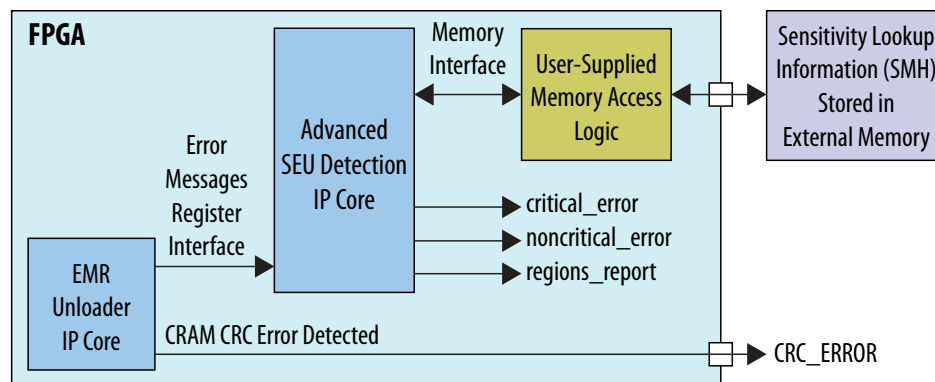 FPGA
Memory
Interface
User-Supplied
Memory Access
Logic
Sensitivity Lookup
Information (SMH)
Stored in
External Memory
Advanced
SEU Detection
IP Core
Error
Messages
Register
Interface
critical_error
noncritical_error
regions_report
EMR
Unloader
IP Core
CRAM CRC Error Detected
CRC_ERROR